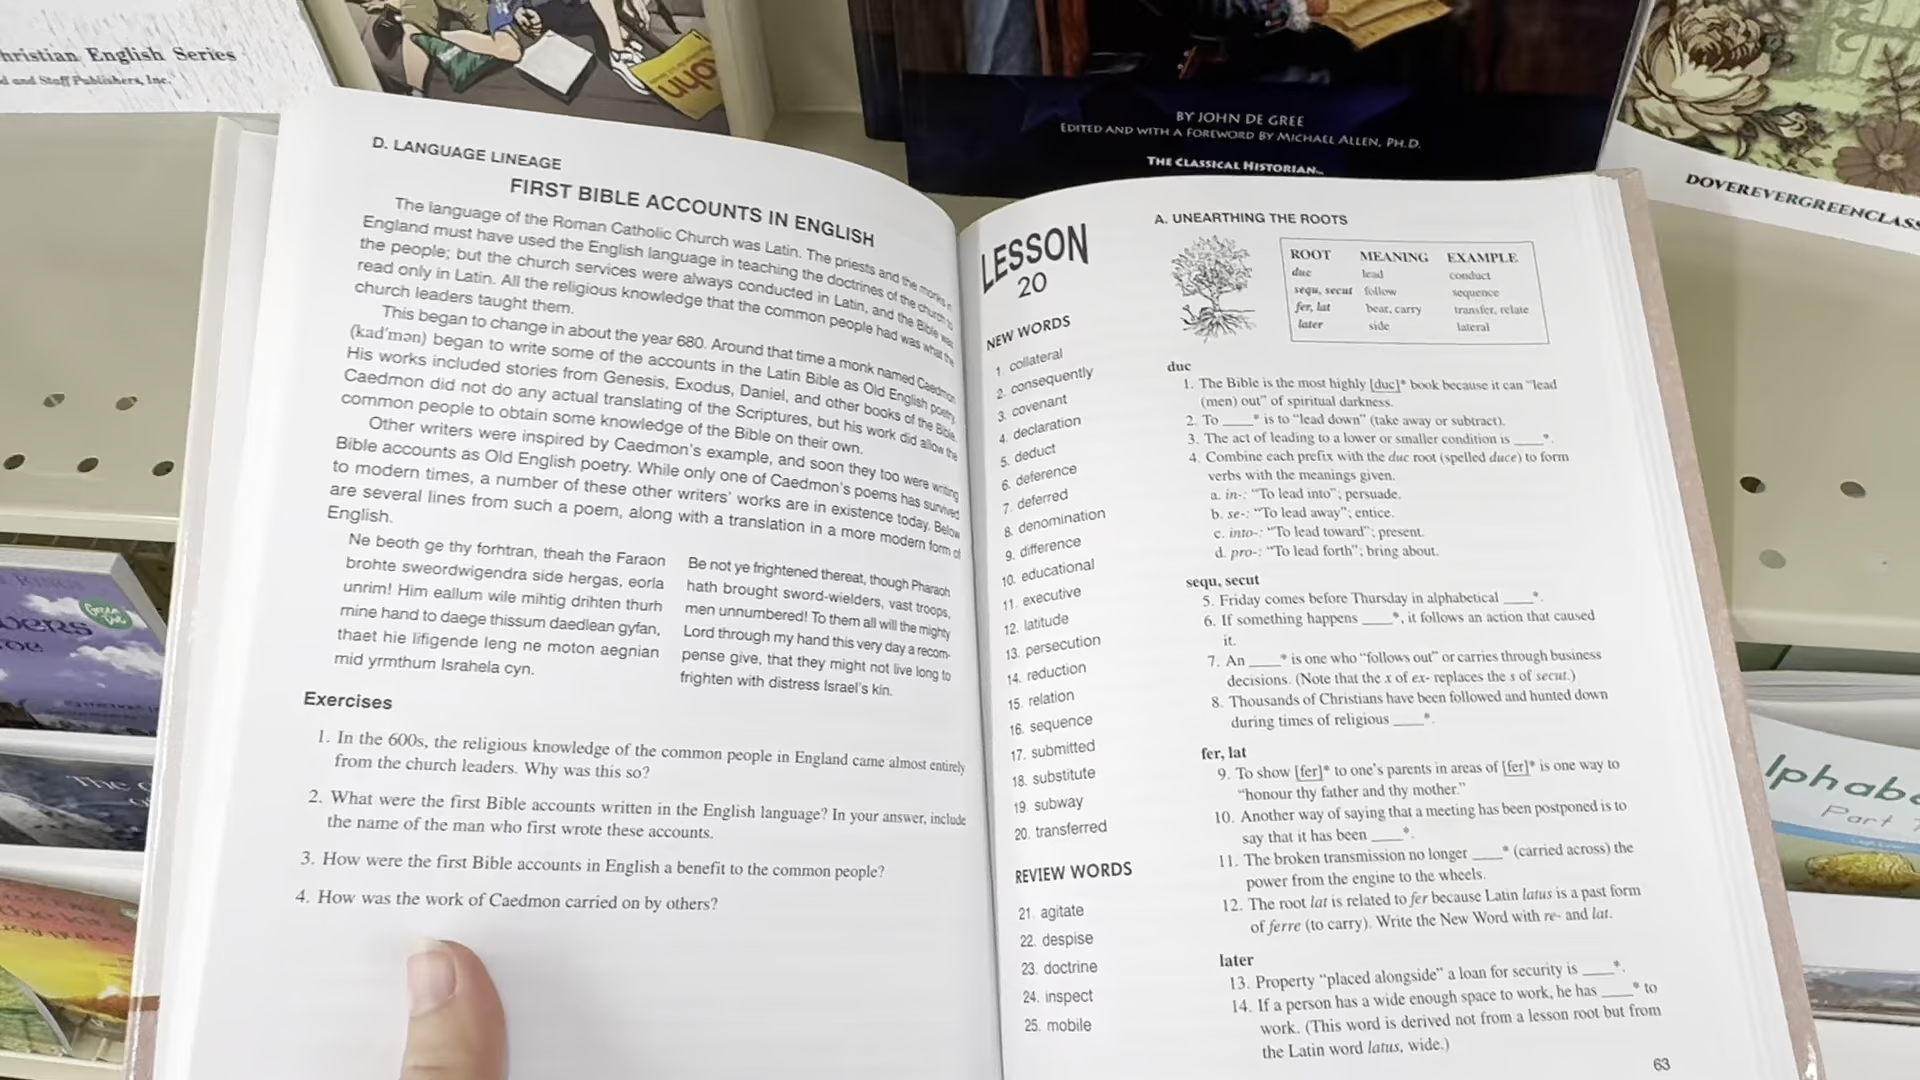 hristian English Series
d and Staff Publishers, Inc.
BY JOHN DE GREE
EDITED AND WITH A FOREWORD BY MICHAEL ALLEN, PH.D.
THE CLASSICAL HISTORIAN
DOVEREVERGREENCLASS
D. LANGUAGE LINEAGE
FIRST BIBLE ACCOUNTS IN ENGLISH
The language of the Roman Catholic Church was Latin. The priests and the monks in
England must have used the English language in teaching the doctrines of the church to
the people; but the church services were always conducted in Latin, and the Bible was
read only in Latin. All the religious knowledge that the common people had was what the
church leaders taught them.
This began to change in about the year 680. Around that time a monk named Caedmon
(kad'mən) began to write some of the accounts in the Latin Bible as Old English poetry.
His works included stories from Genesis, Exodus, Daniel, and other books of the Bible.
Caedmon did not do any actual translating of the Scriptures, but his work did allow the
common people to obtain some knowledge of the Bible on their own.
Other writers were inspired by Caedmon's example, and soon they too were writing
Bible accounts as Old English poetry. While only one of Caedmon's poems has survived
to modern times, a number of these other writers' works are in existence today. Below
are several lines from such a poem, along with a translation in a more modern form of
English.
Ne beoth ge thy forhtran, theah the Faraon
brohte sweordwigendra side hergas, eorla
unrim! Him eallum wile mihtig drihten thurh
mine hand to daege thissum daedlean gyfan,
thaet hie lifigende leng ne moton aegnian
mid yrmthum Israhela cyn.
Be not ye frightened thereat, though Pharaoh
hath brought sword-wielders, vast troops,
men unnumbered! To them all will the mighty
Lord through my hand this very day a recom-
pense give, that they might not live long to
frighten with distress Israel's kin.
Exercises
1. In the 600s, the religious knowledge of the common people in England came almost entirely
from the church leaders. Why was this so?
2. What were the first Bible accounts written in the English language? In your answer, include
the name of the man who first wrote these accounts.
3. How were the first Bible accounts in English a benefit to the common people?
4. How was the work of Caedmon carried on by others?
LESSON
20
NEW WORDS
1. collateral
2. consequently
3. covenant
4. declaration
5. deduct
6. deference
7. deferred
8. denomination
9. difference
10. educational
11. executive
12. latitude
13. persecution
14. reduction
15. relation
16. sequence
17. submitted
18. substitute
19. subway
20. transferred
REVIEW WORDS
21. agitate
22. despise
23. doctrine
24. inspect
25. mobile
A. UNEARTHING THE ROOTS
ROOT MEANING EXAMPLE
duc lead conduct
sequ, secut follow sequence
fer, lat bear, carry transfer, relate
later side lateral
duc
1. The Bible is the most highly [duc]* book because it can "lead
(men) out" of spiritual darkness.
2. To ____* is to "lead down" (take away or subtract).
3. The act of leading to a lower or smaller condition is ____*.
4. Combine each prefix with the duc root (spelled duce) to form
verbs with the meanings given.
a. in-: "To lead into"; persuade.
b. se-: "To lead away"; entice.
c. into-: "To lead toward"; present.
d. pro-: "To lead forth"; bring about.
sequ, secut
5. Friday comes before Thursday in alphabetical ____*.
6. If something happens ____*, it follows an action that caused
it.
7. An ____* is one who "follows out" or carries through business
decisions. (Note that the x of ex- replaces the s of secut.)
8. Thousands of Christians have been followed and hunted down
during times of religious ____*.
fer, lat
9. To show [fer]* to one's parents in areas of [fer]* is one way to
"honour thy father and thy mother."
10. Another way of saying that a meeting has been postponed is to
say that it has been ____*.
11. The broken transmission no longer ____* (carried across) the
power from the engine to the wheels.
12. The root lat is related to fer because Latin latus is a past form
of ferre (to carry). Write the New Word with re- and lat.
later
13. Property "placed alongside" a loan for security is ____*.
14. If a person has a wide enough space to work, he has ____* to
work. (This word is derived not from a lesson root but from
the Latin word latus, wide.)
63
lphabe
Part
Green
The